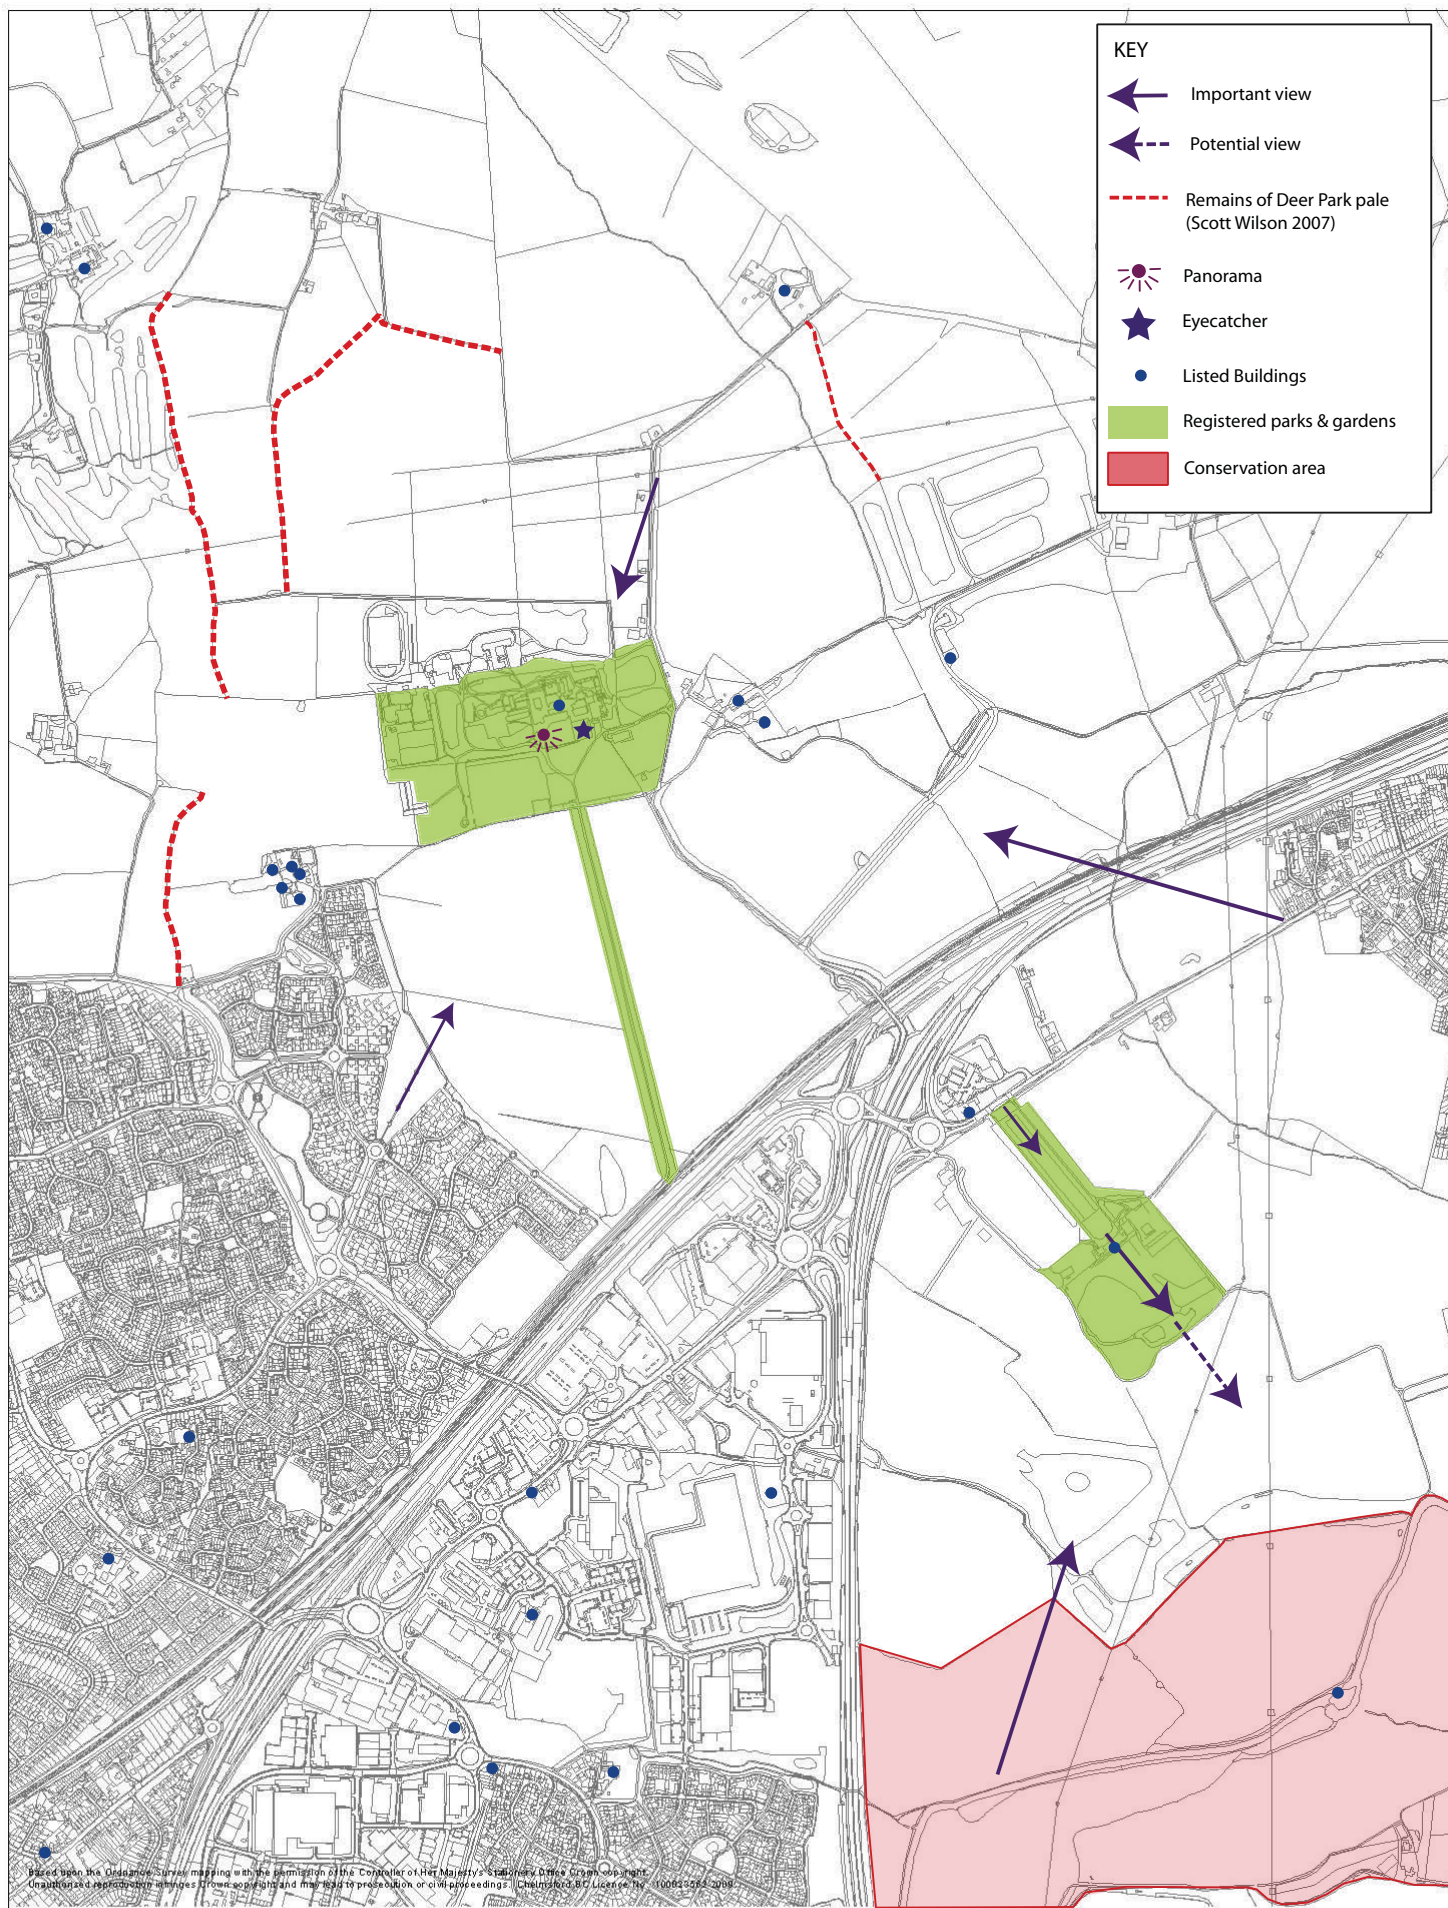 KEY
Important view
Potential view
Remains of Deer Park pale
(Scott Wilson 2007)
Panorama
Eyecatcher
Listed Buildings
Registered parks & gardens
Conservation area
Based upon the Ordnance Survey mapping with the permission of the Controller of Her Majesty's Stationery Office Crown copyright.
Unauthorised reproduction infringes Crown copyright and may lead to prosecution or civil proceedings. Chelmsford BC Licence No